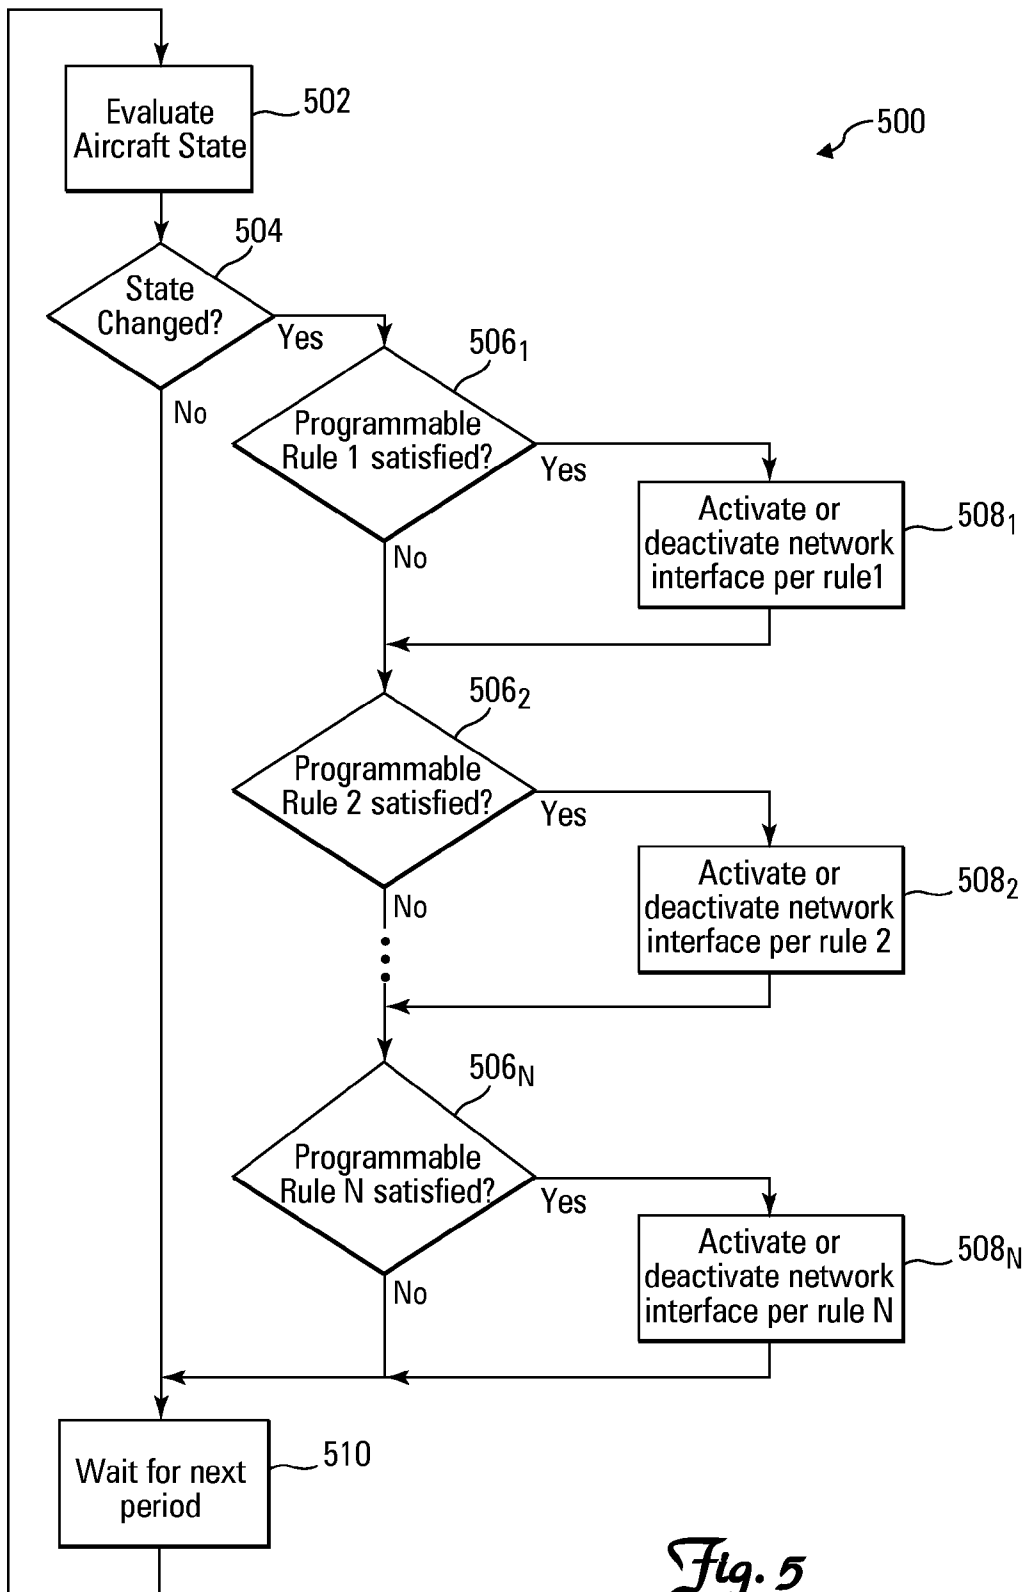 Evaluate
Aircraft State
502
500
504
State
Changed?
Yes
No
506₁
Programmable
Rule 1 satisfied?
Yes
No
Activate or
deactivate network
interface per rule1
508₁
506₂
Programmable
Rule 2 satisfied?
Yes
No
Activate or
deactivate network
interface per rule 2
508₂
506N
Programmable
Rule N satisfied?
Yes
No
Activate or
deactivate network
interface per rule N
508N
Wait for next
period
510
Fig. 5